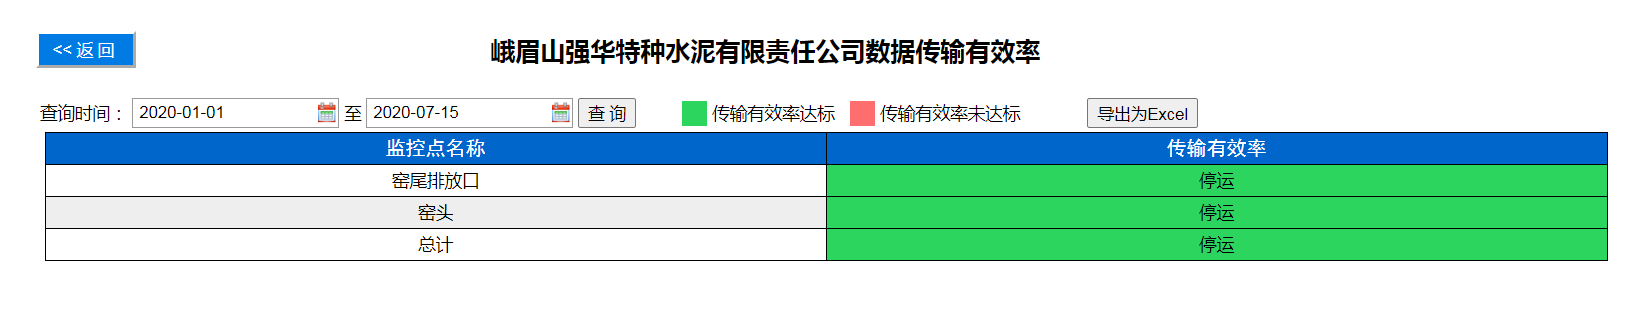 << 返 回
峨眉山强华特种水泥有限责任公司数据传输有效率
查询时间： 2020-01-01 至 2020-07-15 查 询 传输有效率达标 传输有效率未达标 导出为Excel
监控点名称 传输有效率
窑尾排放口 停运
窑头 停运
总计 停运